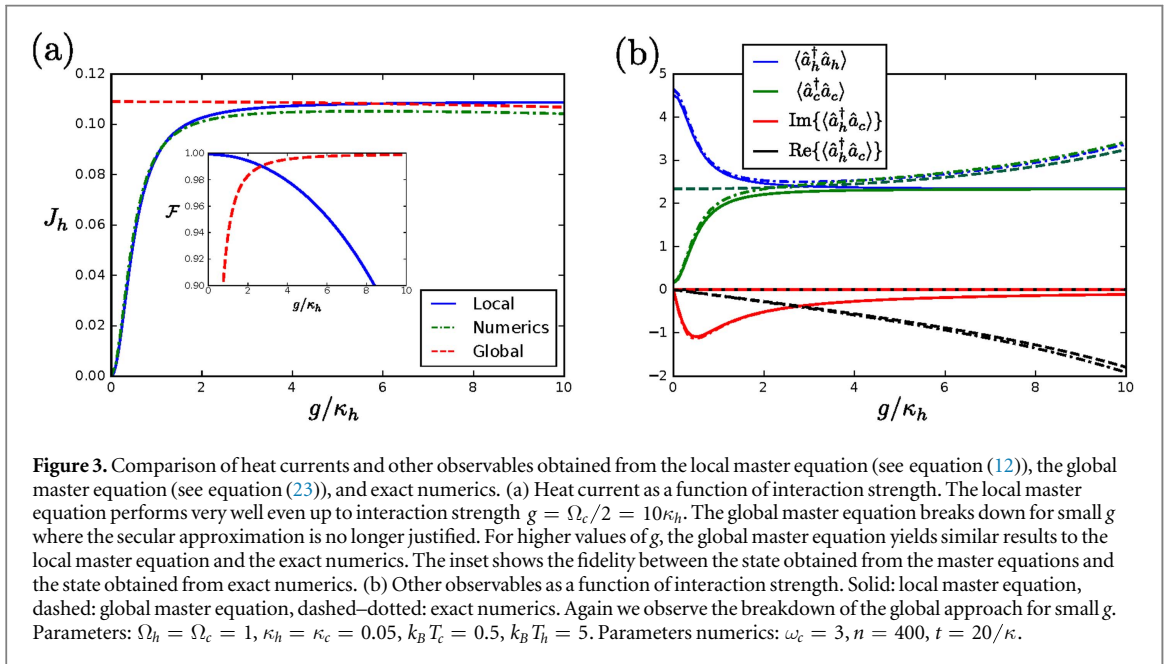 (a)
0.12
0.10
0.08
0.06
0.04
0.02
0.00
J_h
0 2 4 6 8 10
g/κ_h
1.00
0.98
0.96
0.94
0.92
0.90
ℱ
0 2 4 6 8 10
g/κ_h
Local
Numerics
Global
(b)
⟨â_h^† â_h⟩
⟨â_c^† â_c⟩
Im{⟨â_h^† â_c⟩}
Re{⟨â_h^† â_c⟩}
5
4
3
2
1
0
−1
−2
0 2 4 6 8 10
g/κ_h
Figure 3. Comparison of heat currents and other observables obtained from the local master equation (see equation (12)), the global
master equation (see equation (23)), and exact numerics. (a) Heat current as a function of interaction strength. The local master
equation performs very well even up to interaction strength g = Ω_c/2 = 10κ_h. The global master equation breaks down for small g
where the secular approximation is no longer justified. For higher values of g, the global master equation yields similar results to the
local master equation and the exact numerics. The inset shows the fidelity between the state obtained from the master equations and
the state obtained from exact numerics. (b) Other observables as a function of interaction strength. Solid: local master equation,
dashed: global master equation, dashed–dotted: exact numerics. Again we observe the breakdown of the global approach for small g.
Parameters: Ω_h = Ω_c = 1, κ_h = κ_c = 0.05, k_B T_c = 0.5, k_B T_h = 5. Parameters numerics: ω_c = 3, n = 400, t = 20/κ.